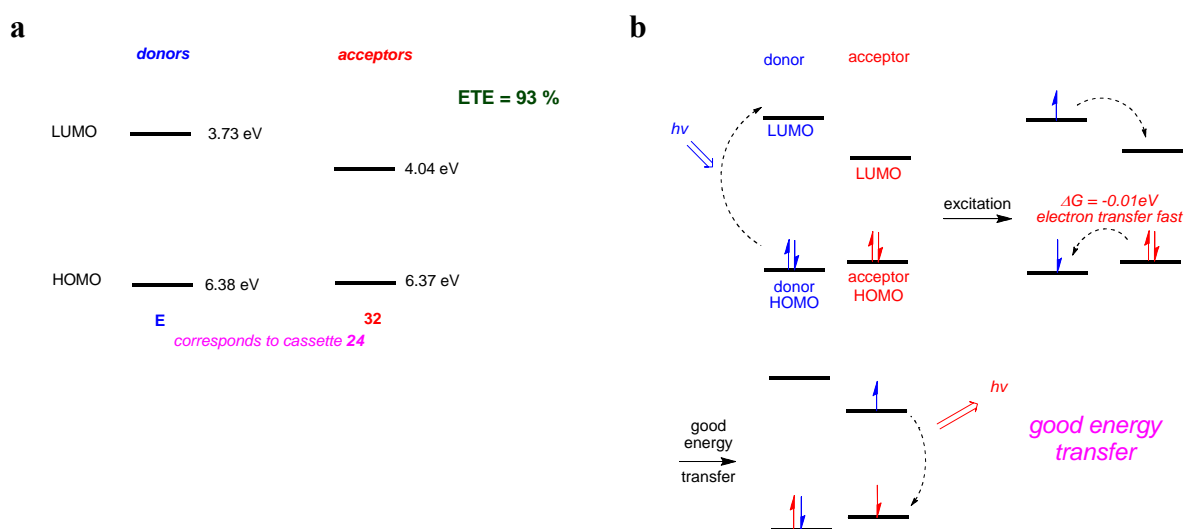 a
donors
acceptors
ETE = 93 %
LUMO
3.73 eV
4.04 eV
HOMO
6.38 eV
6.37 eV
E
32
corresponds to cassette 24
b
donor
acceptor
hv
LUMO
LUMO
excitation
ΔG = -0.01eV
electron transfer fast
donor
HOMO
acceptor
HOMO
good
energy
transfer
hv
good energy
transfer